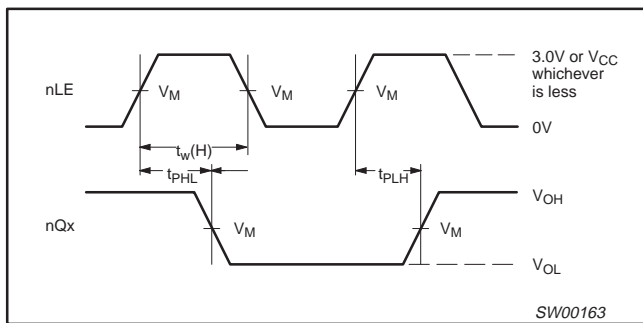 nLE
VM
VM
VM
3.0V or VCC
whichever
is less
0V
tw(H)
tPHL
tPLH
nQx
VM
VM
VOH
VOL
SW00163